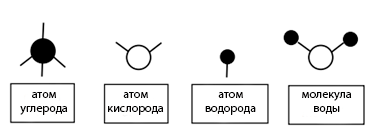 атом
углерода
атом
кислорода
атом
водорода
молекула
воды